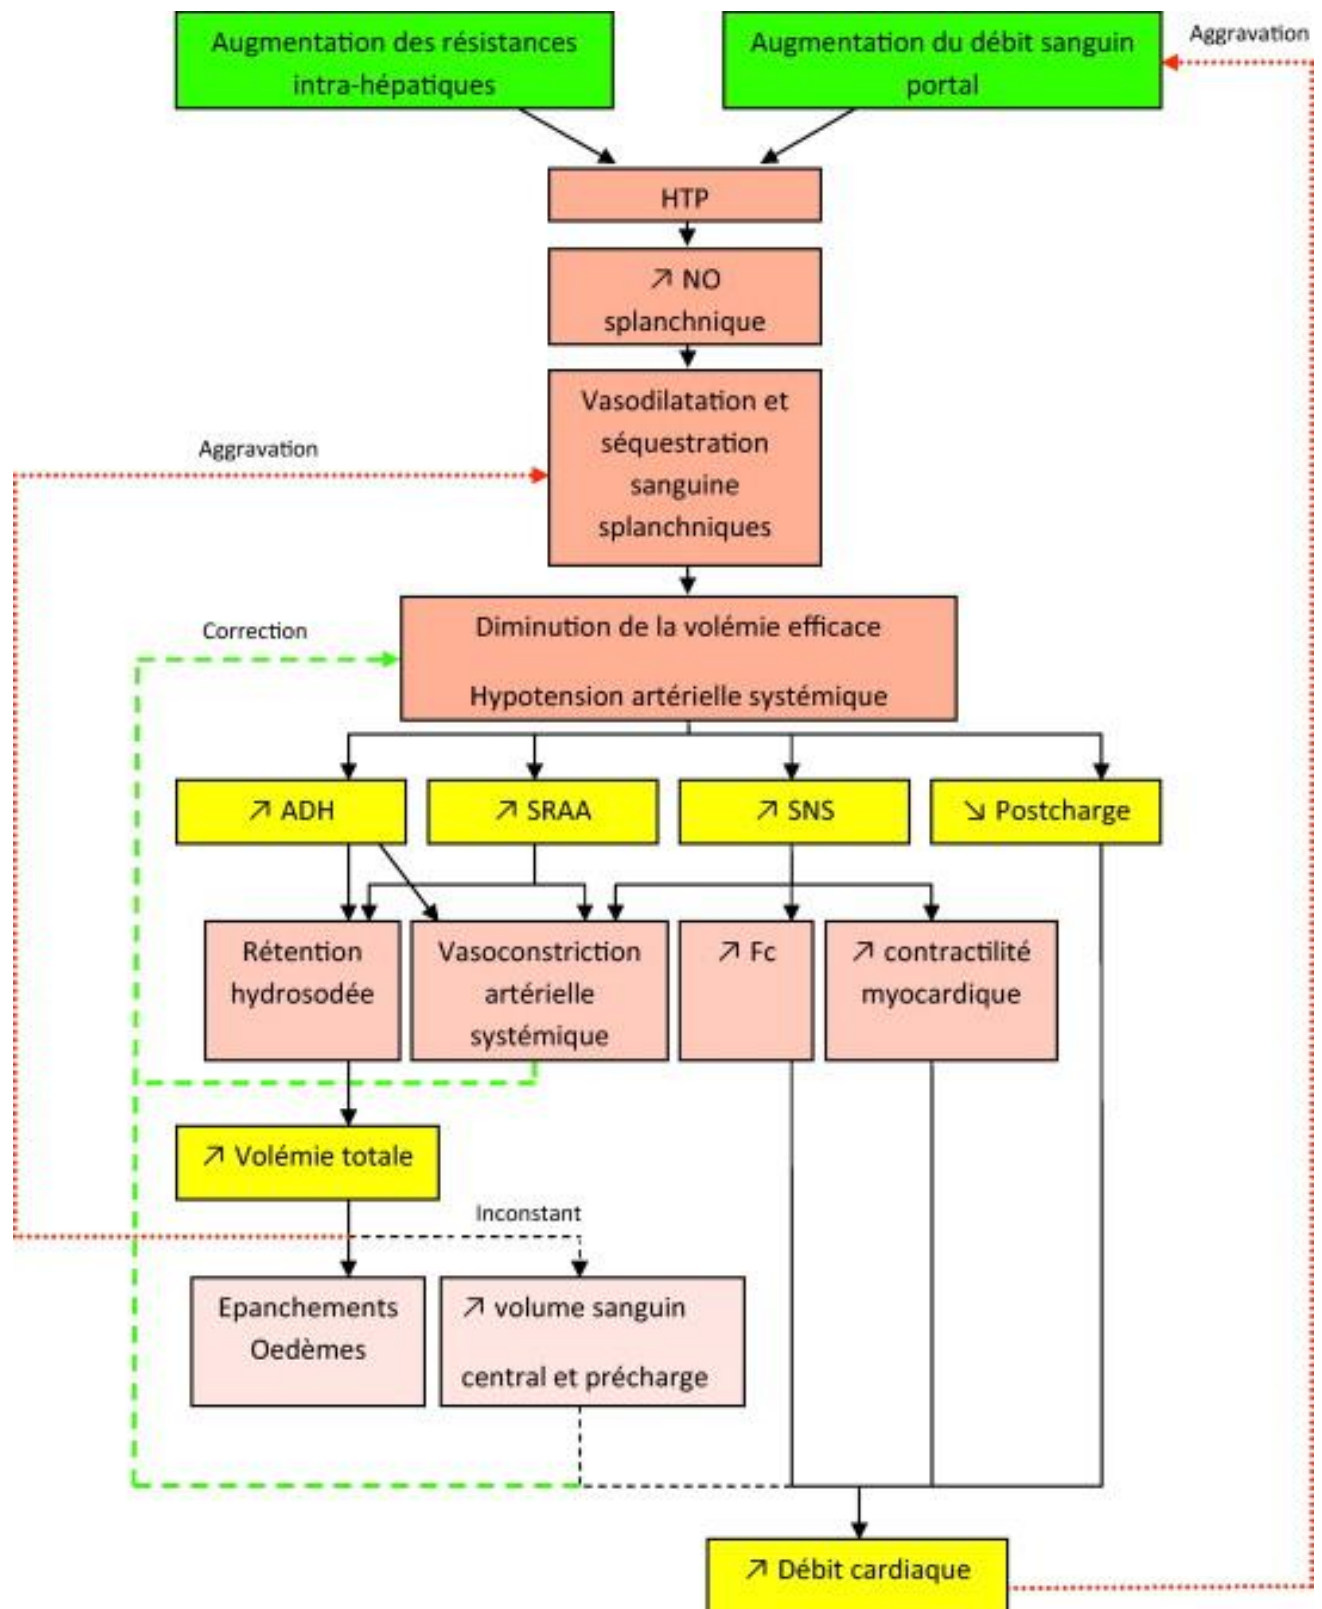 Augmentation des résistances
intra-hépatiques
Augmentation du débit sanguin
portal
Aggravation
HTP
↗ NO
splanchnique
Vasodilatation et
séquestration
sanguine
splanchniques
Aggravation
Diminution de la volémie efficace
Hypotension artérielle systémique
Correction
↗ ADH
↗ SRAA
↗ SNS
↘ Postcharge
Rétention
hydrosodée
Vasoconstriction
artérielle
systémique
↗ Fc
↗ contractilité
myocardique
↗ Volémie totale
Inconstant
Epanchements
Oedèmes
↗ volume sanguin
central et précharge
↗ Débit cardiaque